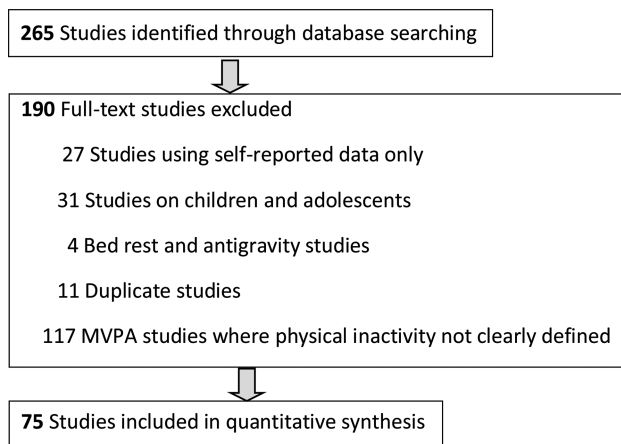 265 Studies identified through database searching
190 Full-text studies excluded
27 Studies using self-reported data only
31 Studies on children and adolescents
4 Bed rest and antigravity studies
11 Duplicate studies
117 MVPA studies where physical inactivity not clearly defined
75 Studies included in quantitative synthesis